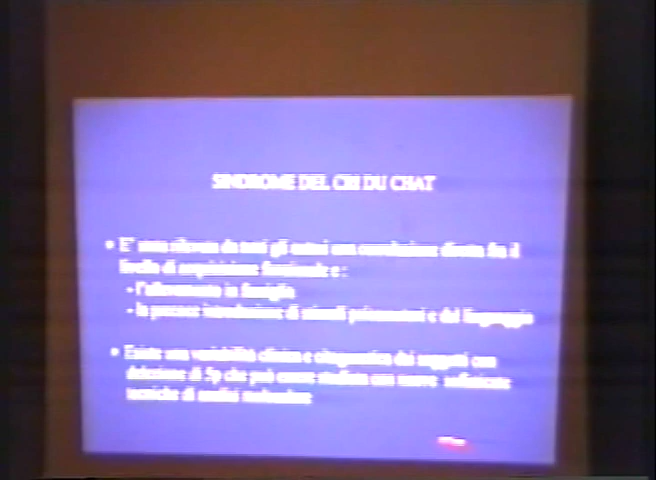 SINDROME DEL CRI DU CHAT
• E' stata rilevata da tutti gli autori una correlazione diretta fra il
livello di acquisizione funzionale e :
- l'allevamento in famiglia
- la precoce introduzione di stimoli psicomotori e del linguaggio
• Esiste una variabilità clinica e citogenetica dei soggetti con
delezione di 5p che può essere studiata con nuove sofisticate
tecniche di analisi molecolare